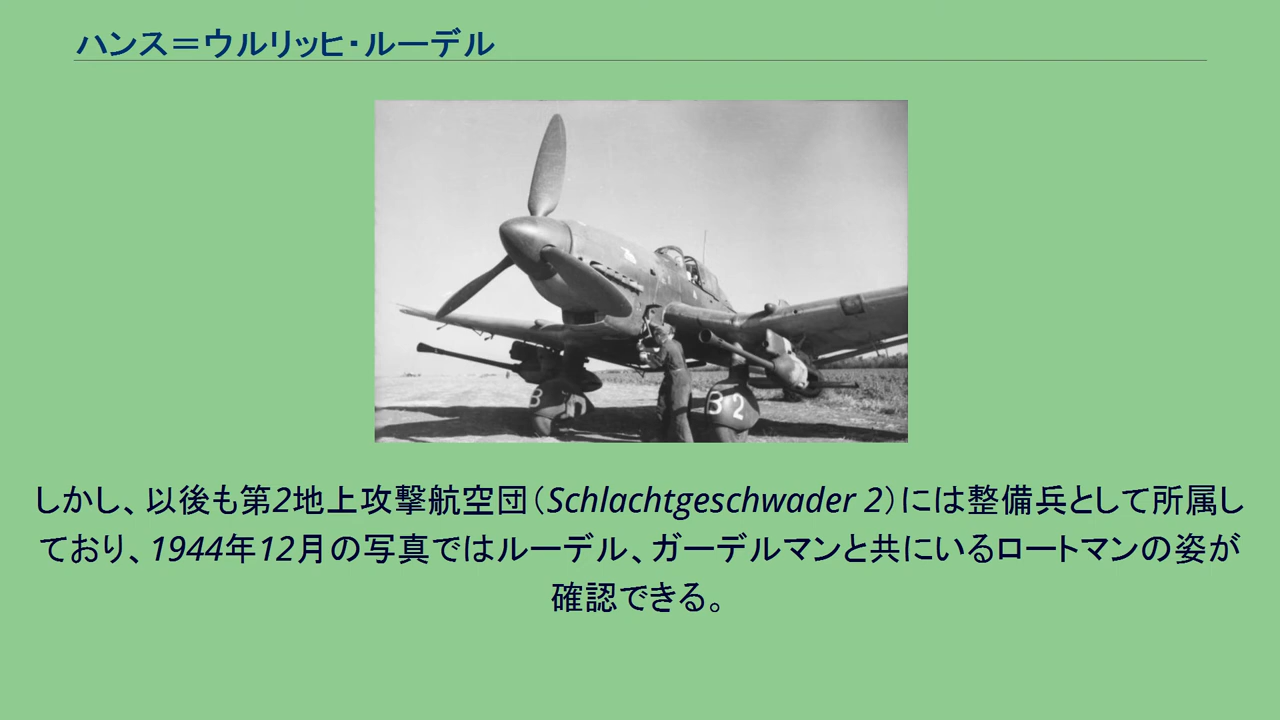 ハンス＝ウルリッヒ・ルーデル
B
B 2
しかし、以後も第2地上攻撃航空団（Schlachtgeschwader 2）には整備兵として所属し
ており、1944年12月の写真ではルーデル、ガーデルマンと共にいるロートマンの姿が
確認できる。